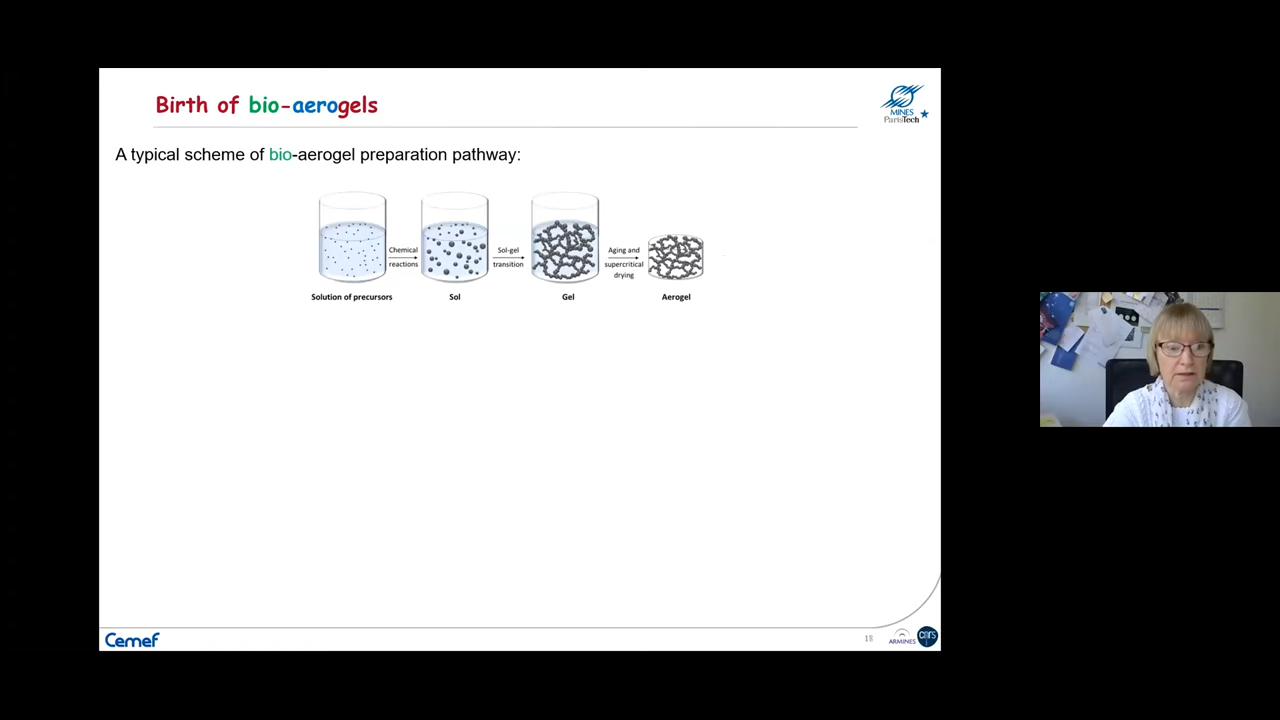 Birth of bio-aerogels
MINES
ParisTech
A typical scheme of bio-aerogel preparation pathway:
Chemical
reactions
Sol-gel
transition
Aging and
supercritical
drying
Solution of precursors
Sol
Gel
Aerogel
Cemef
18
ARMINES
cnrs